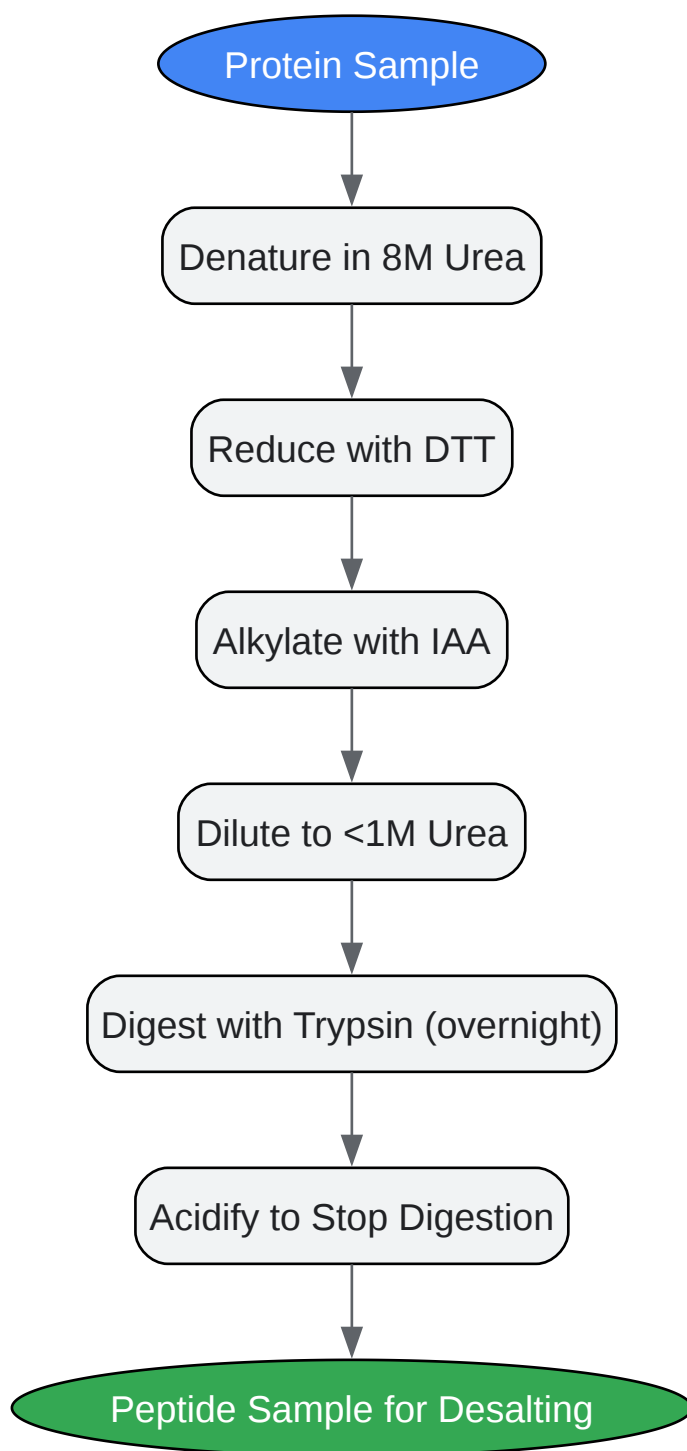 Protein Sample
Denature in 8M Urea
Reduce with DTT
Alkylate with IAA
Dilute to <1M Urea
Digest with Trypsin (overnight)
Acidify to Stop Digestion
Peptide Sample for Desalting